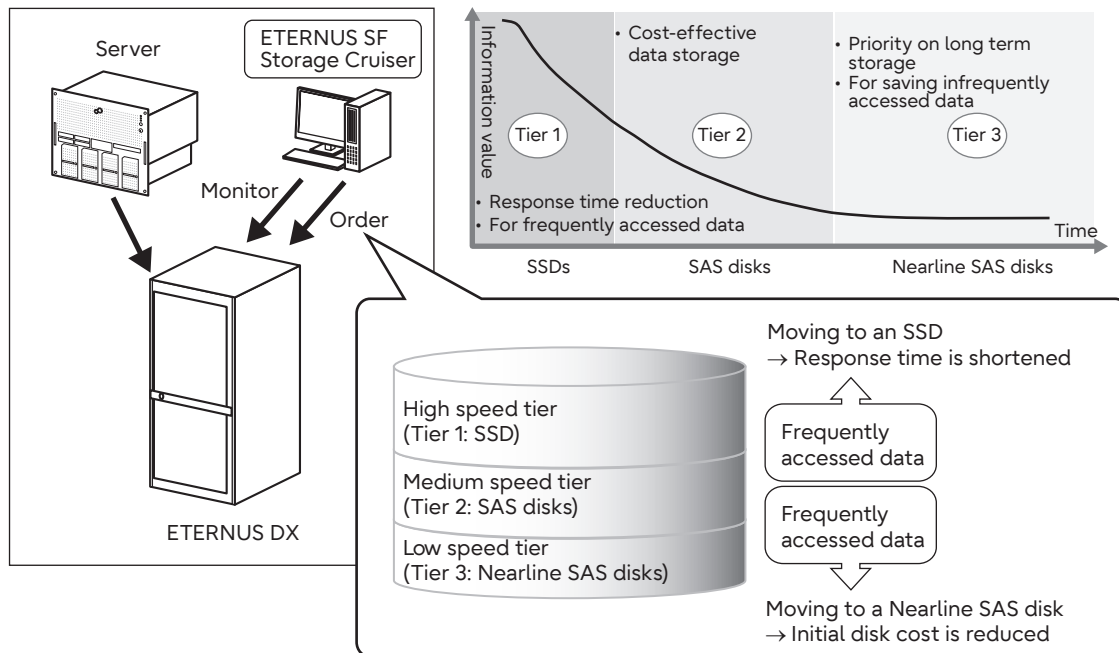 Server
ETERNUS SF
Storage Cruiser
Monitor
Order
ETERNUS DX
Information value
• Cost-effective
data storage
• Priority on long term
storage
• For saving infrequently
accessed data
Tier 1
Tier 2
Tier 3
• Response time reduction
• For frequently accessed data
Time
SSDs
SAS disks
Nearline SAS disks
High speed tier
(Tier 1: SSD)
Medium speed tier
(Tier 2: SAS disks)
Low speed tier
(Tier 3: Nearline SAS disks)
Moving to an SSD
→ Response time is shortened
Frequently
accessed data
Frequently
accessed data
Moving to a Nearline SAS disk
→ Initial disk cost is reduced